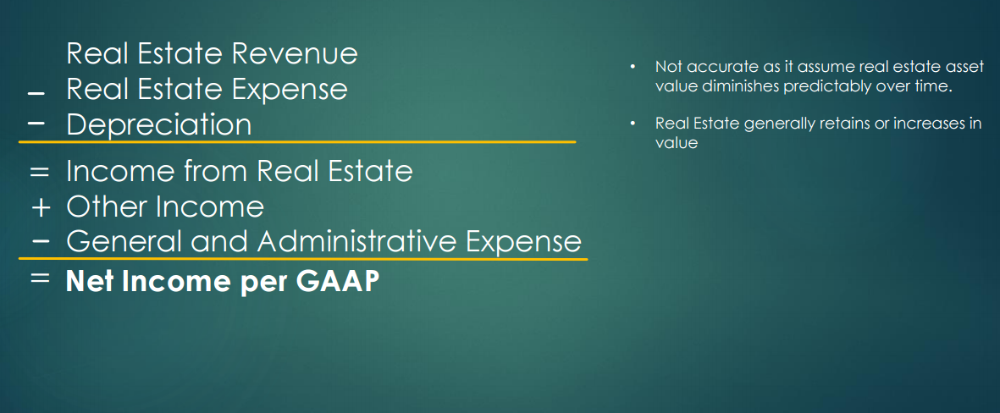 Real Estate Revenue
− Real Estate Expense
− Depreciation
= Income from Real Estate
+ Other Income
− General and Administrative Expense
= Net Income per GAAP
• Not accurate as it assume real estate asset
value diminishes predictably over time.
• Real Estate generally retains or increases in
value